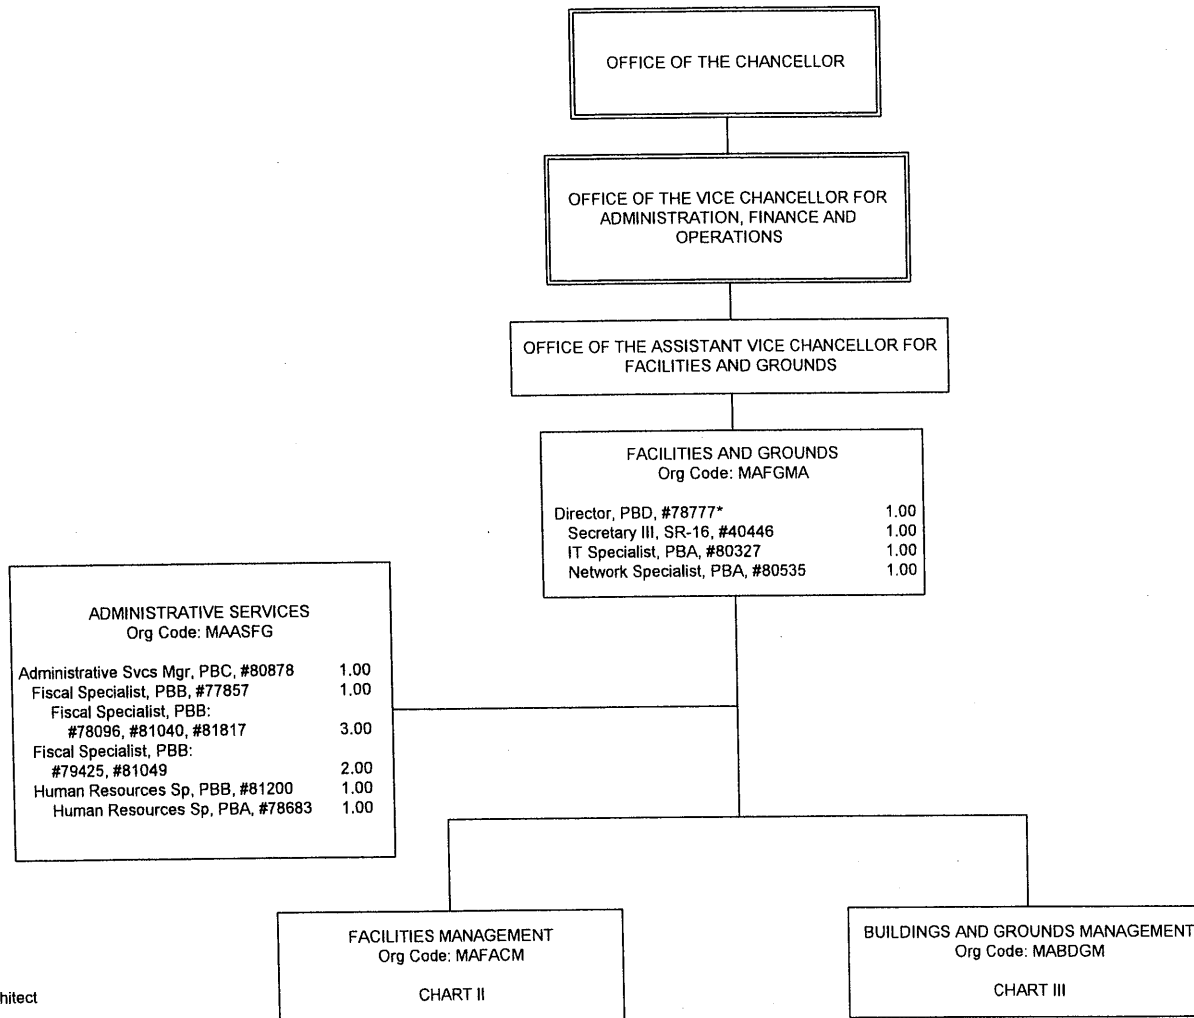 OFFICE OF THE CHANCELLOR
OFFICE OF THE VICE CHANCELLOR FOR
ADMINISTRATION, FINANCE AND
OPERATIONS
OFFICE OF THE ASSISTANT VICE CHANCELLOR FOR
FACILITIES AND GROUNDS
FACILITIES AND GROUNDS
Org Code: MAFGMA
Director, PBD, #78777* 1.00
Secretary III, SR-16, #40446 1.00
IT Specialist, PBA, #80327 1.00
Network Specialist, PBA, #80535 1.00
ADMINISTRATIVE SERVICES
Org Code: MAASFG
Administrative Svcs Mgr, PBC, #80878 1.00
Fiscal Specialist, PBB, #77857 1.00
Fiscal Specialist, PBB:
#78096, #81040, #81817 3.00
Fiscal Specialist, PBB:
#79425, #81049 2.00
Human Resources Sp, PBB, #81200 1.00
Human Resources Sp, PBA, #78683 1.00
FACILITIES MANAGEMENT
Org Code: MAFACM
CHART II
BUILDINGS AND GROUNDS MANAGEMENT
Org Code: MABDGM
CHART III
hitect